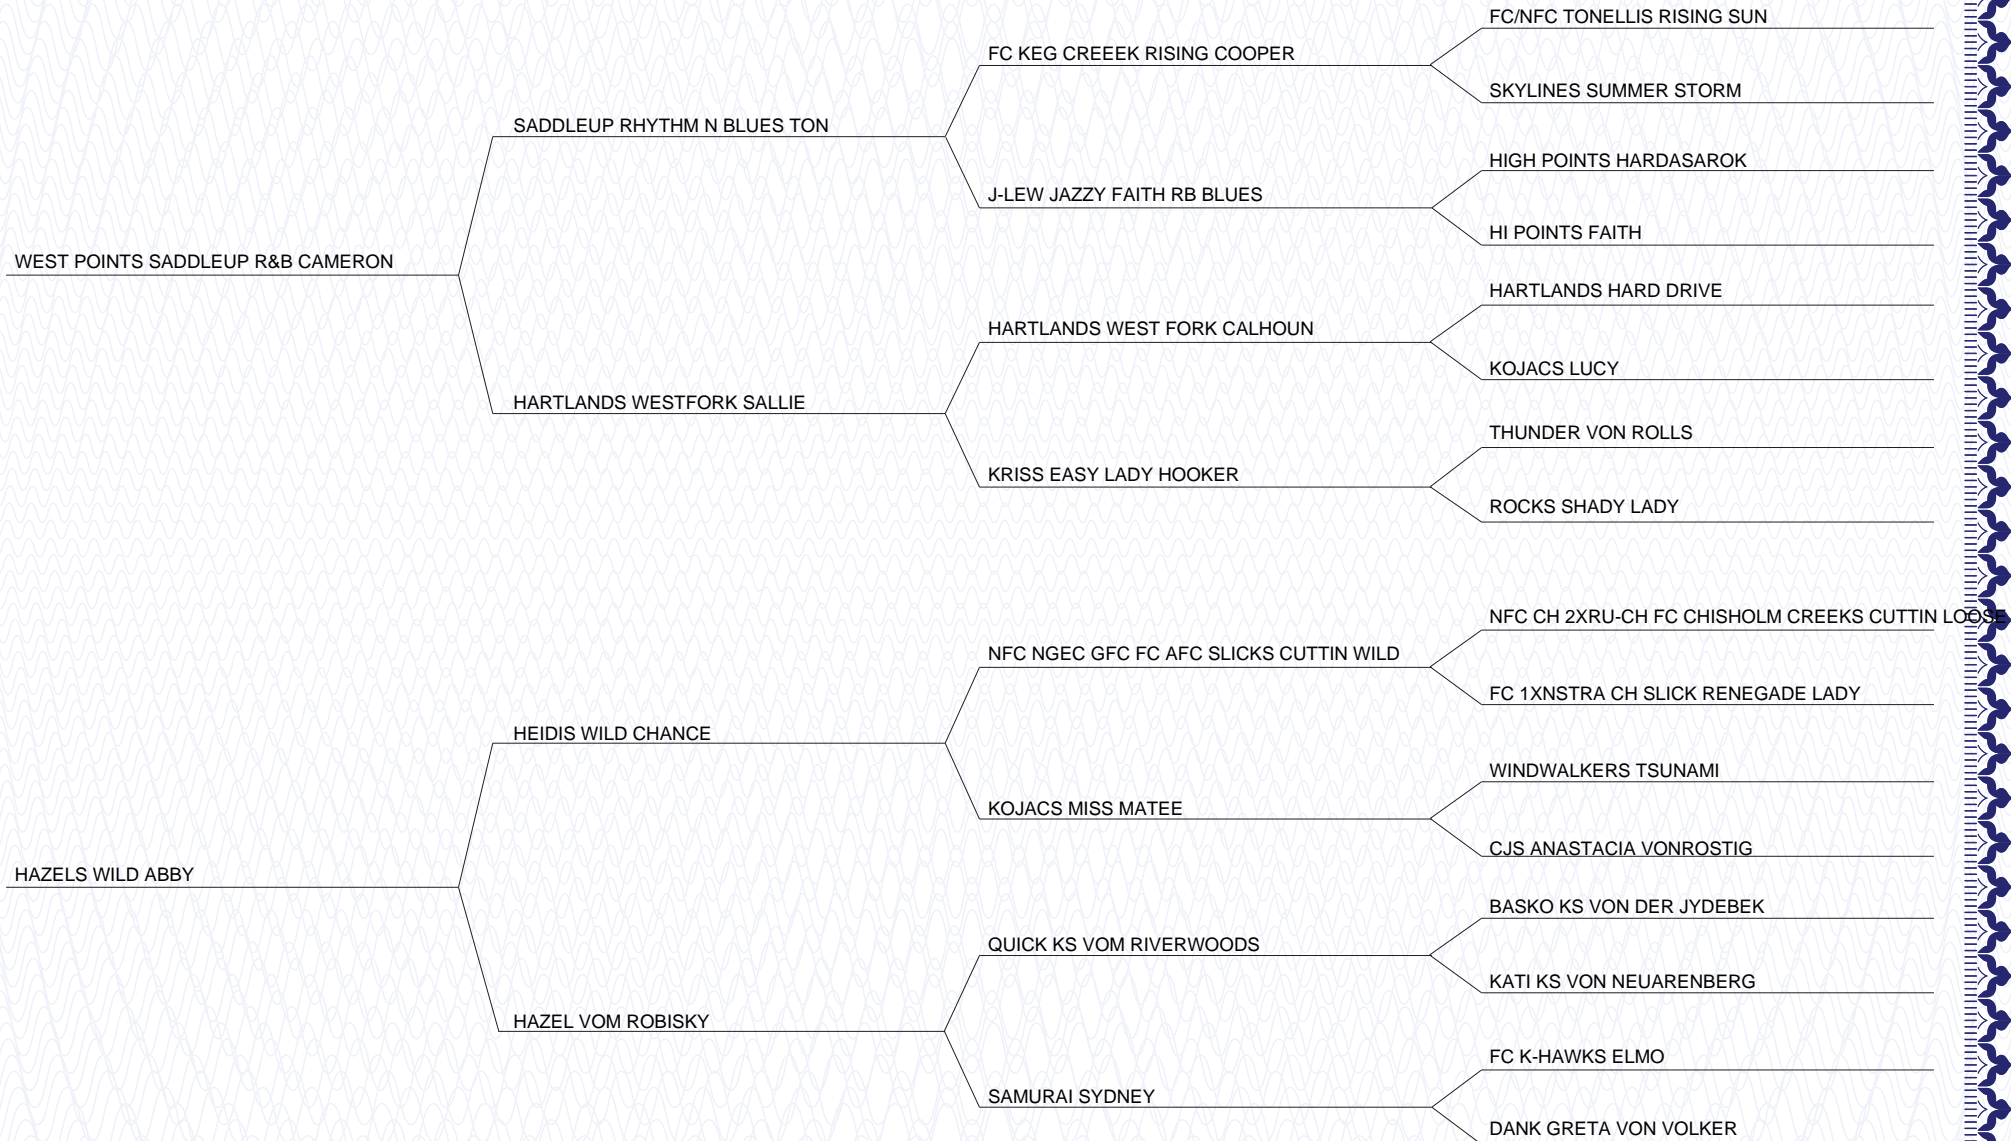 FC/NFC TONELLIS RISING SUN
FC KEG CREEEK RISING COOPER
SKYLINES SUMMER STORM
SADDLEUP RHYTHM N BLUES TON
HIGH POINTS HARDASAROK
J-LEW JAZZY FAITH RB BLUES
HI POINTS FAITH
WEST POINTS SADDLEUP R&B CAMERON
HARTLANDS HARD DRIVE
HARTLANDS WEST FORK CALHOUN
KOJACS LUCY
HARTLANDS WESTFORK SALLIE
THUNDER VON ROLLS
KRISS EASY LADY HOOKER
ROCKS SHADY LADY
NFC CH 2XRU-CH FC CHISHOLM CREEKS CUTTIN LOOSE
NFC NGEC GFC FC AFC SLICKS CUTTIN WILD
FC 1XNSTRA CH SLICK RENEGADE LADY
HEIDIS WILD CHANCE
WINDWALKERS TSUNAMI
KOJACS MISS MATEE
CJS ANASTACIA VONROSTIG
HAZELS WILD ABBY
BASKO KS VON DER JYDEBEK
QUICK KS VOM RIVERWOODS
KATI KS VON NEUARENBERG
HAZEL VOM ROBISKY
FC K-HAWKS ELMO
SAMURAI SYDNEY
DANK GRETA VON VOLKER